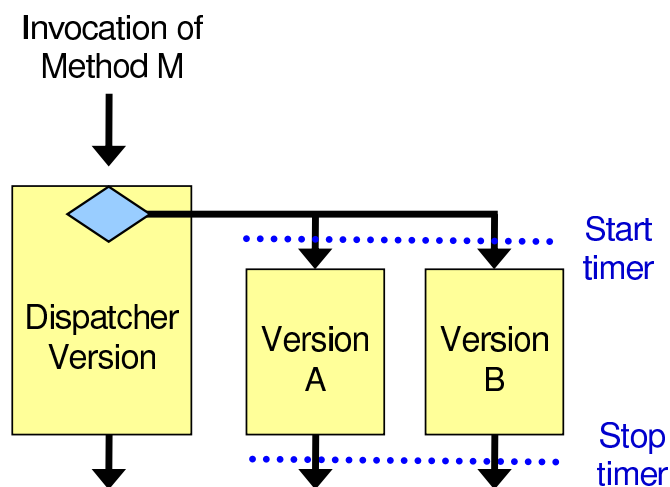 Invocation of
Method M
Start
timer
Dispatcher
Version
Version
A
Version
B
Stop
timer